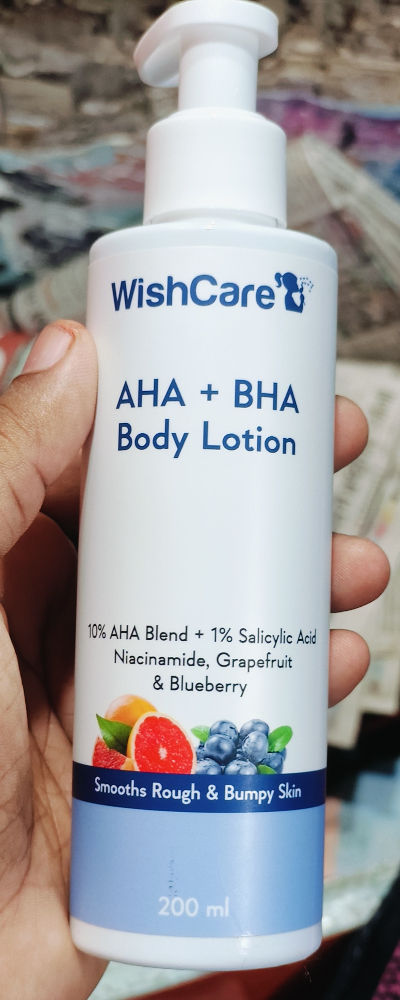 WishCare
AHA + BHA
Body Lotion
10% AHA Blend + 1% Salicylic Acid
Niacinamide, Grapefruit
& Blueberry
Smooths Rough & Bumpy Skin
200 ml